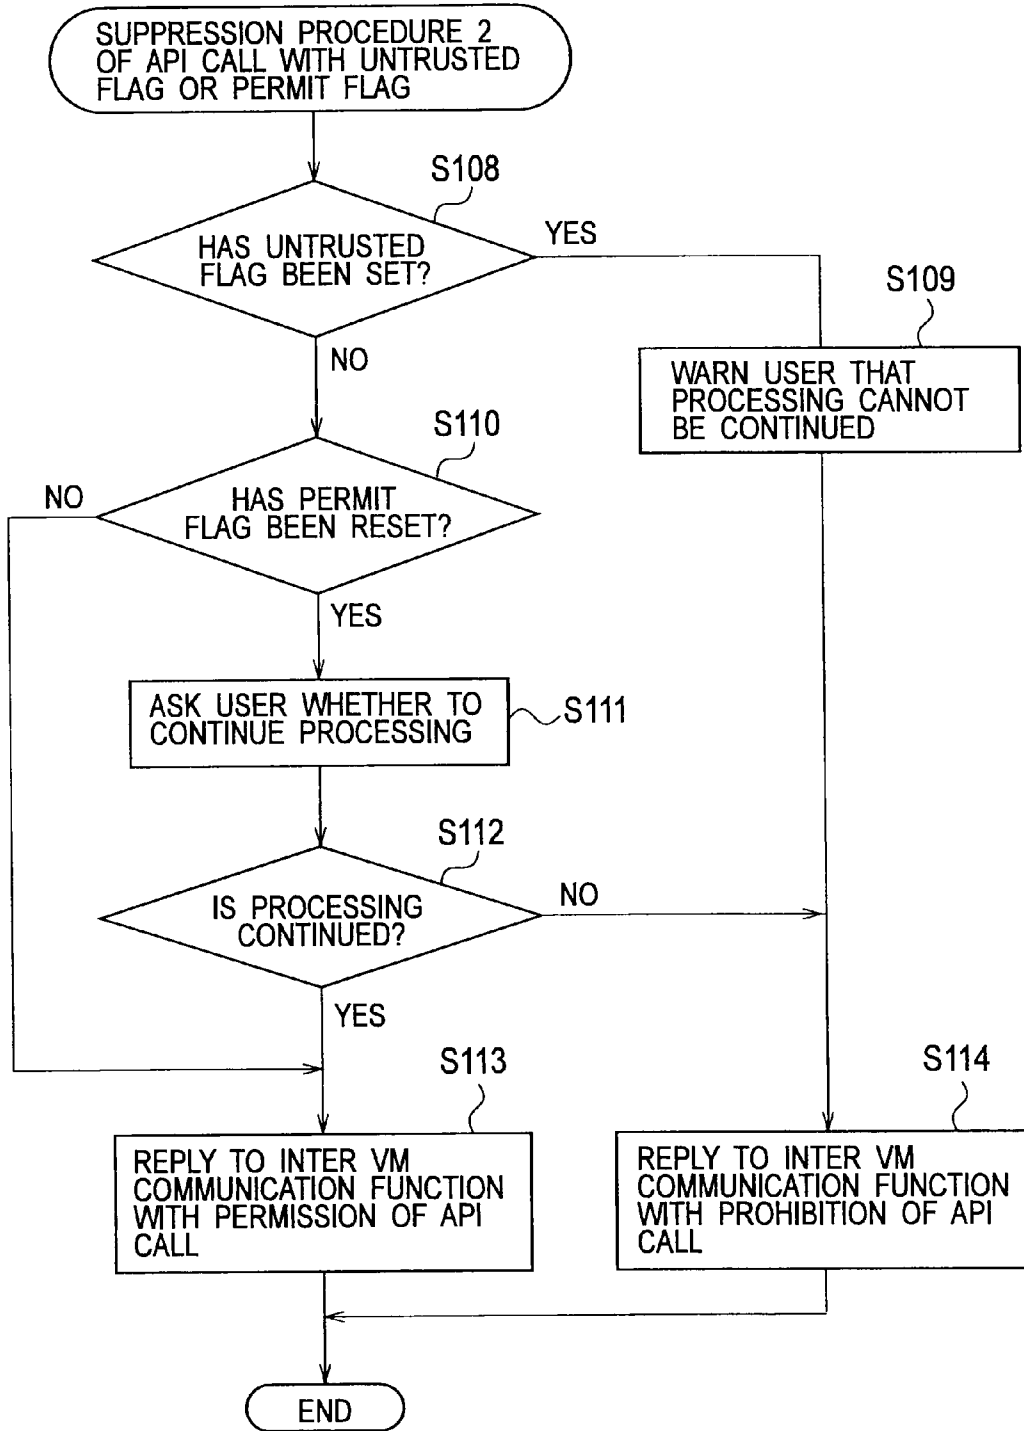 SUPPRESSION PROCEDURE 2
OF API CALL WITH UNTRUSTED
FLAG OR PERMIT FLAG
S108
HAS UNTRUSTED
FLAG BEEN SET?
YES
NO
S109
WARN USER THAT
PROCESSING CANNOT
BE CONTINUED
S110
HAS PERMIT
FLAG BEEN RESET?
NO
YES
ASK USER WHETHER TO
CONTINUE PROCESSING
S111
S112
IS PROCESSING
CONTINUED?
NO
YES
S113
REPLY TO INTER VM
COMMUNICATION FUNCTION
WITH PERMISSION OF API
CALL
S114
REPLY TO INTER VM
COMMUNICATION FUNCTION
WITH PROHIBITION OF API
CALL
END